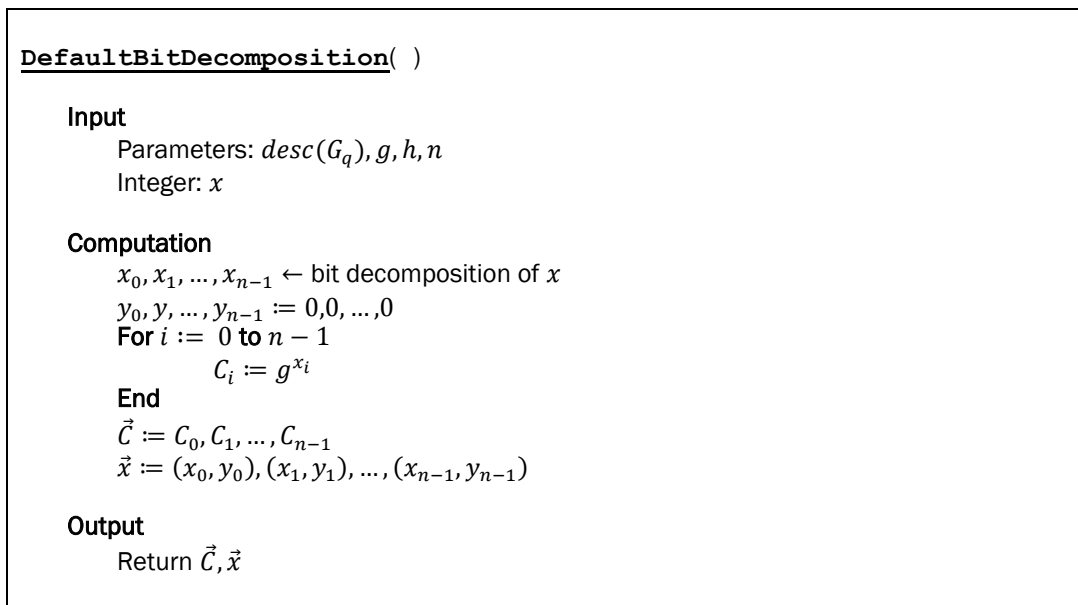 DefaultBitDecomposition( )
Input
Parameters: desc(G_q), g, h, n
Integer: x
Computation
x_0, x_1, … , x_{n−1} ← bit decomposition of x
y_0, y, … , y_{n−1} ≔ 0,0, … ,0
For i ≔ 0 to n − 1
C_i ≔ g^{x_i}
End
C⃗ ≔ C_0, C_1, … , C_{n−1}
x⃗ ≔ (x_0, y_0), (x_1, y_1), … , (x_{n−1}, y_{n−1})
Output
Return C⃗, x⃗